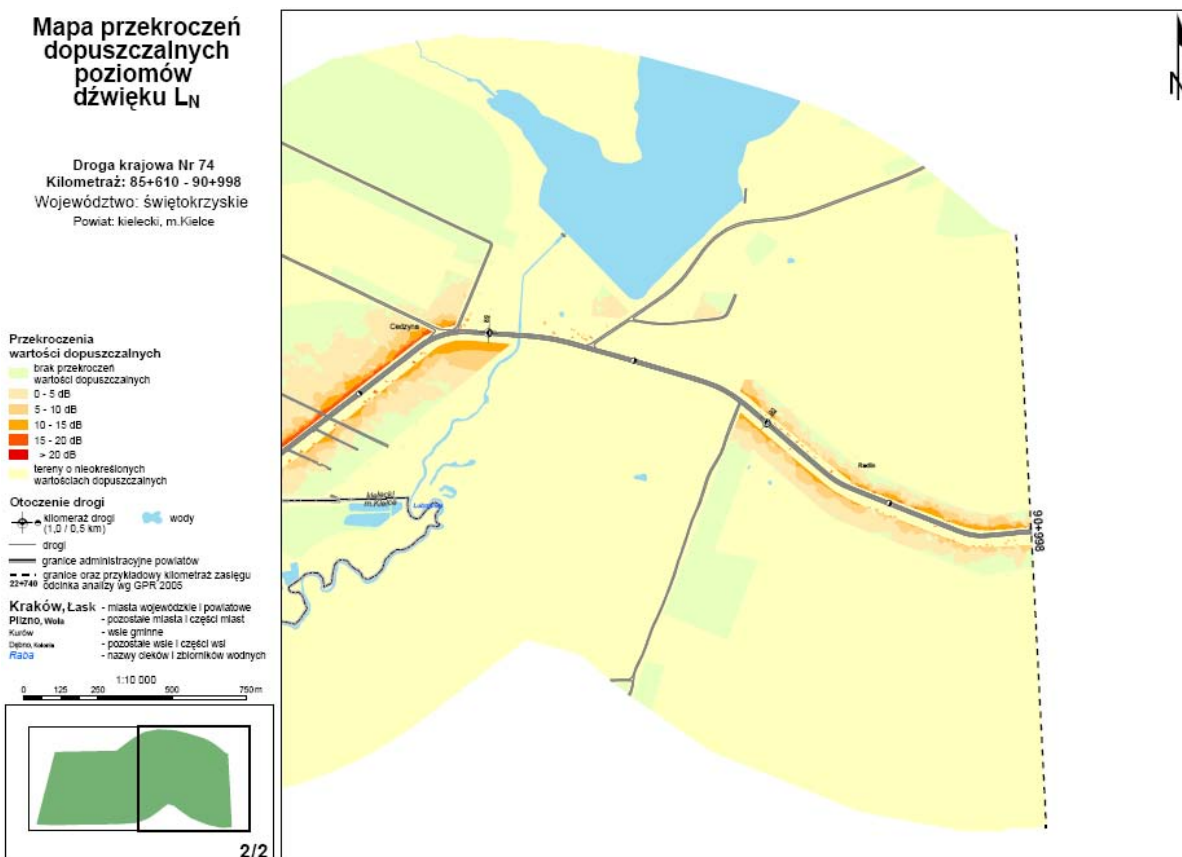 Mapa przekroczeń
dopuszczalnych
poziomów
dźwięku LN
Droga krajowa Nr 74
Kilometraż: 85+610 - 90+998
Województwo: świętokrzyskie
Powiat: kielecki, m.Kielce
Przekroczenia
wartości dopuszczalnych
brak przekroczeń
wartości dopuszczalnych
0 - 5 dB
5 - 10 dB
10 - 15 dB
15 - 20 dB
> 20 dB
tereny o nieokreślonych
wartościach dopuszczalnych
Otoczenie drogi
kilometraż drogi
(1,0 / 0,5 km)
wody
drogi
granice administracyjne powiatów
granice oraz przykładowy kilometraż zasięgu
22+740 odcinka analizy wg GPR 2005
Kraków, Łask - miasta wojewódzkie i powiatowe
Pilzno, Wola - pozostałe miasta i części miast
Kurów - wsie gminne
Dębno, Kolonia - pozostałe wsie i części wsi
Raba - nazwy cieków i zbiorników wodnych
1:10 000
0 125 250 500 750 m
2/2
N
Cedzyna
kielecki
m.Kielce
Radlin
90+998